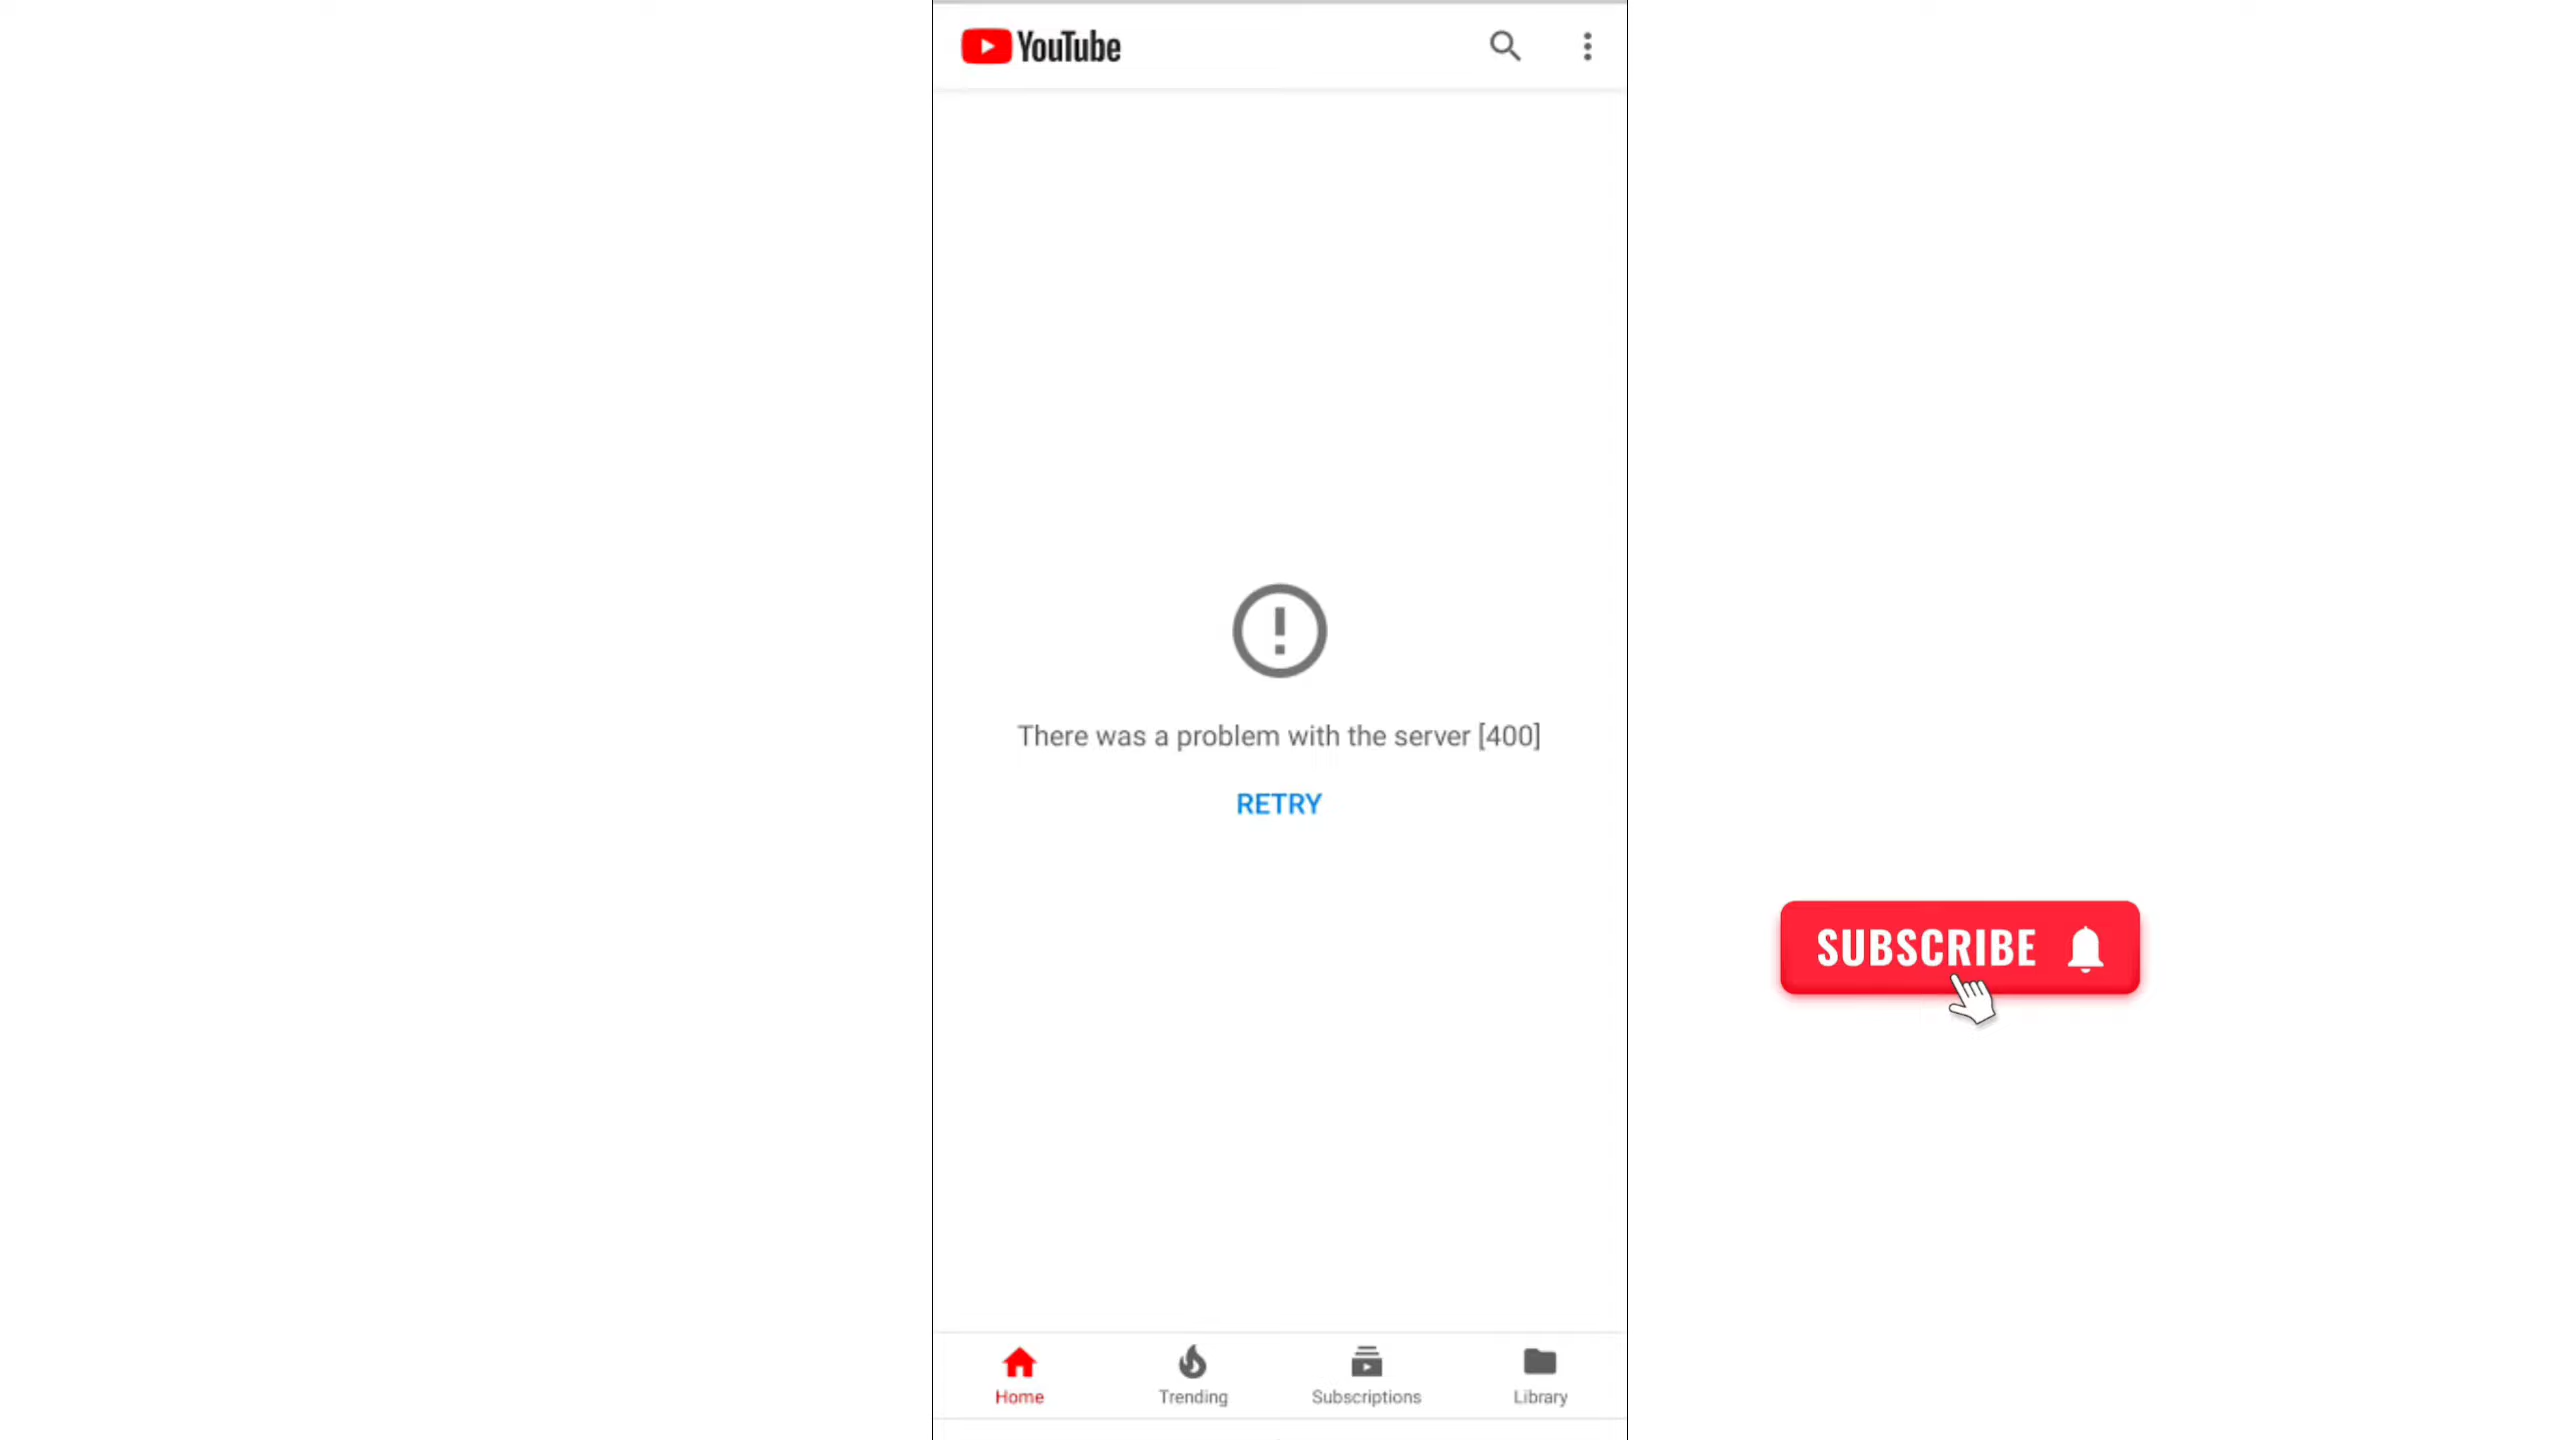 YouTube
There was a problem with the server [400]
RETRY
SUBSCRIBE
Home
Trending
Subscriptions
Library